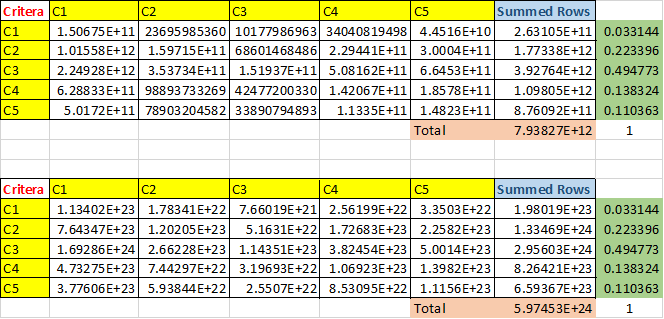 Critera C1 C2 C3 C4 C5 Summed Rows
C1 1.50675E+11 23695985360 10177986963 34040819498 4.4516E+10 2.63105E+11 0.033144
C2 1.01558E+12 1.59715E+11 68601468486 2.29441E+11 3.0004E+11 1.77338E+12 0.223396
C3 2.24928E+12 3.53734E+11 1.51937E+11 5.08162E+11 6.6453E+11 3.92764E+12 0.494773
C4 6.28833E+11 98893733269 42477200330 1.42067E+11 1.8578E+11 1.09805E+12 0.138324
C5 5.0172E+11 78903204582 33890794893 1.1335E+11 1.4823E+11 8.76092E+11 0.110363
Total 7.93827E+12 1
Critera C1 C2 C3 C4 C5 Summed Rows
C1 1.13402E+23 1.78341E+22 7.66019E+21 2.56199E+22 3.3503E+22 1.98019E+23 0.033144
C2 7.64347E+23 1.20205E+23 5.1631E+22 1.72683E+23 2.2582E+23 1.33469E+24 0.223396
C3 1.69286E+24 2.66228E+23 1.14351E+23 3.82454E+23 5.0014E+23 2.95603E+24 0.494773
C4 4.73275E+23 7.44297E+22 3.19693E+22 1.06923E+23 1.3982E+23 8.26421E+23 0.138324
C5 3.77606E+23 5.93844E+22 2.5507E+22 8.53095E+22 1.1156E+23 6.59367E+23 0.110363
Total 5.97453E+24 1